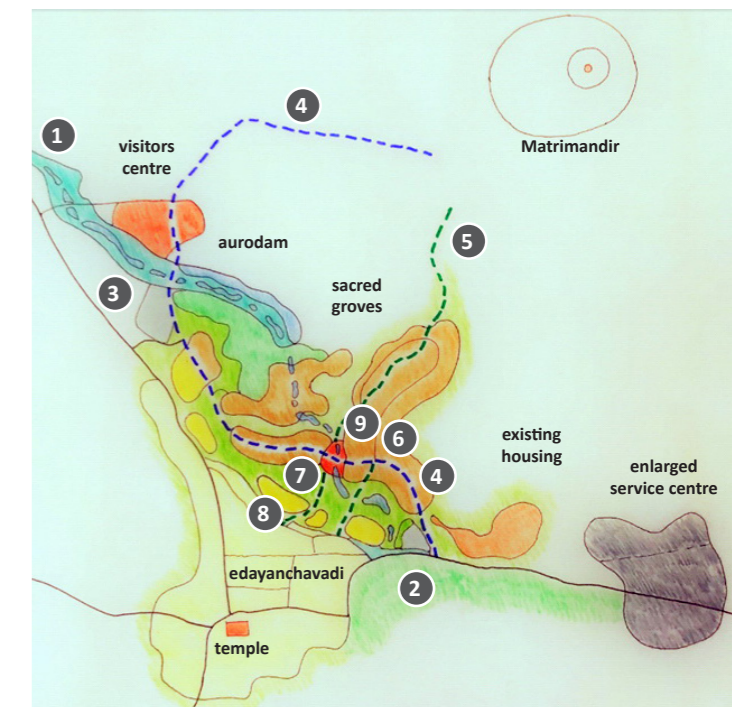 4
1
visitors
centre
Matrimandir
aurodam
5
3
sacred
groves
9
6
existing
housing
7
4
enlarged
service centre
8
edayanchavadi
2
temple